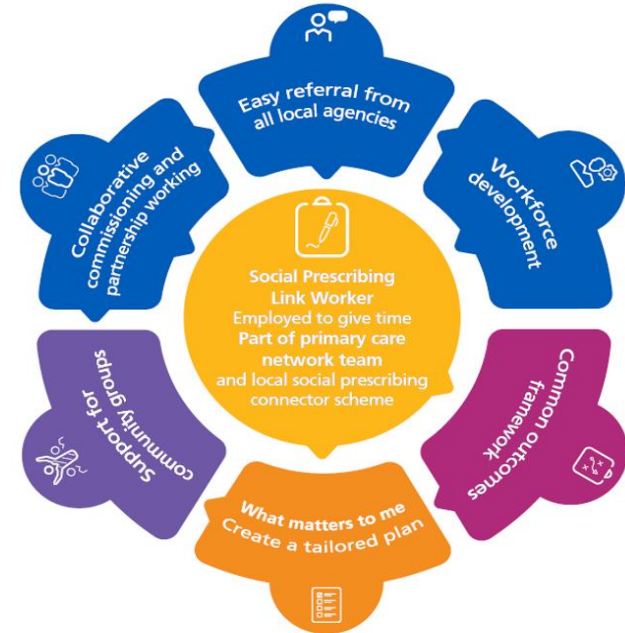 Easy referral from
all local agencies
Workforce
development
Common outcomes
framework
What matters to me
Create a tailored plan
Support for
community groups
Collaborative
commissioning and
partnership working
Social Prescribing
Link Worker
Employed to give time
Part of primary care
network team
and local social prescribing
connector scheme